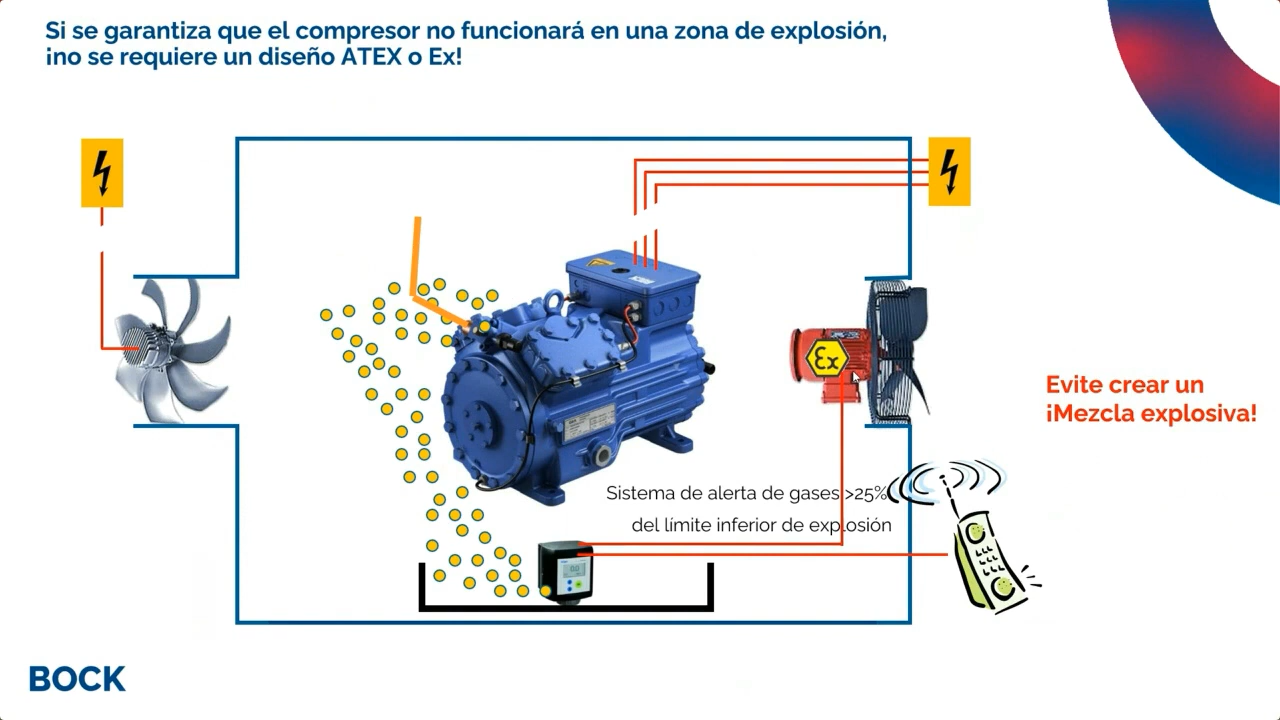 Si se garantiza que el compresor no funcionará en una zona de explosión,
¡no se requiere un diseño ATEX o Ex!
Ex
Evite crear un
¡Mezcla explosiva!
Sistema de alerta de gases >25%
del límite inferior de explosión
BOCK